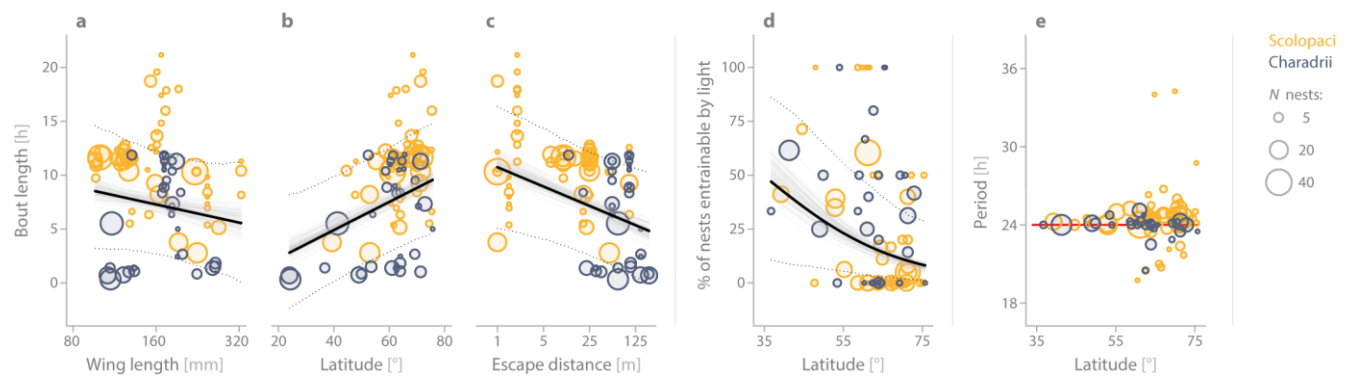 a
b
c
d
e
Bout length [h]
20
15
10
5
0
80
160
320
Wing length [mm]
20
40
60
80
Latitude [°]
1
5
25
125
Escape distance [m]
% of nests entrainable by light
100
75
50
25
0
35
55
75
Latitude [°]
Period [h]
36
30
24
18
35
55
75
Latitude [°]
Scolopaci
Charadrii
N nests:
5
20
40